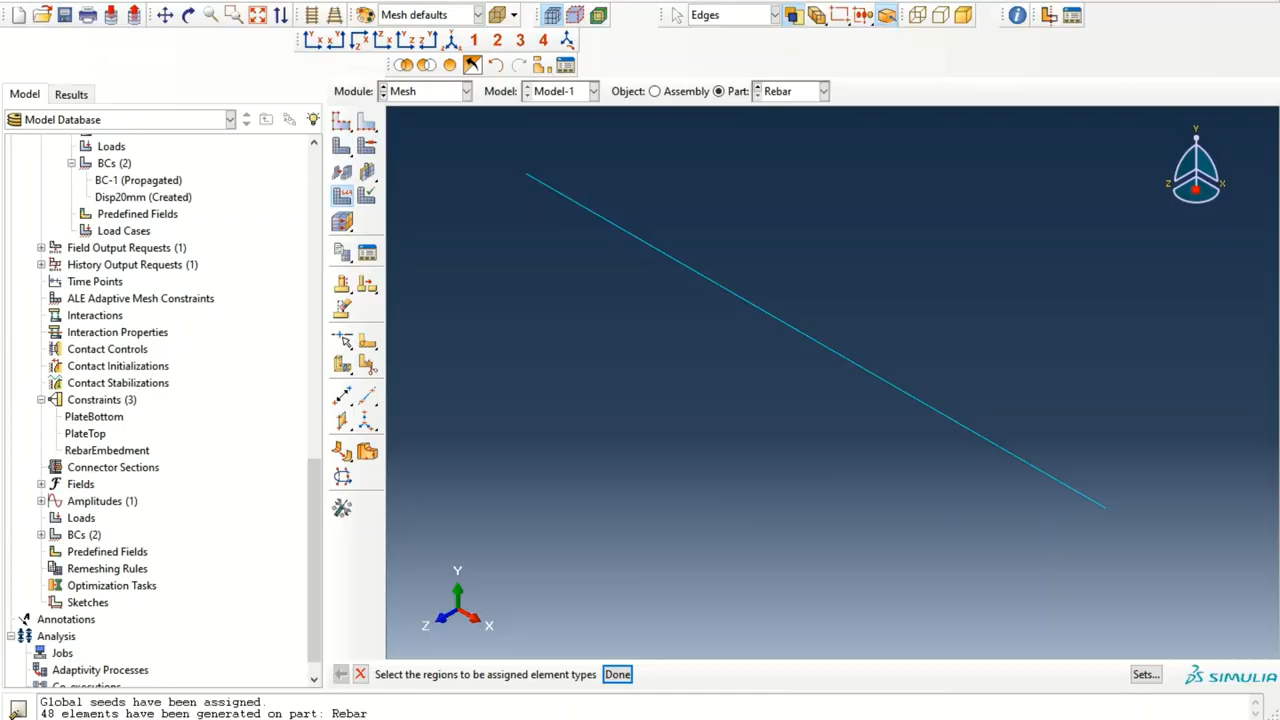 Mesh defaults
Edges
1 2 3 4
Model Results
Module: Mesh Model: Model-1 Object: Assembly Part: Rebar
Model Database
Loads
BCs (2)
BC-1 (Propagated)
Disp20mm (Created)
Predefined Fields
Load Cases
Field Output Requests (1)
History Output Requests (1)
Time Points
ALE Adaptive Mesh Constraints
Interactions
Interaction Properties
Contact Controls
Contact Initializations
Contact Stabilizations
Constraints (3)
PlateBottom
PlateTop
RebarEmbedment
Connector Sections
Fields
Amplitudes (1)
Loads
BCs (2)
Predefined Fields
Remeshing Rules
Optimization Tasks
Sketches
Annotations
Analysis
Jobs
Adaptivity Processes
Y
Z X
Y
Z X
Select the regions to be assigned element types Done
Sets...
SIMULIA
Global seeds have been assigned.
48 elements have been generated on part: Rebar